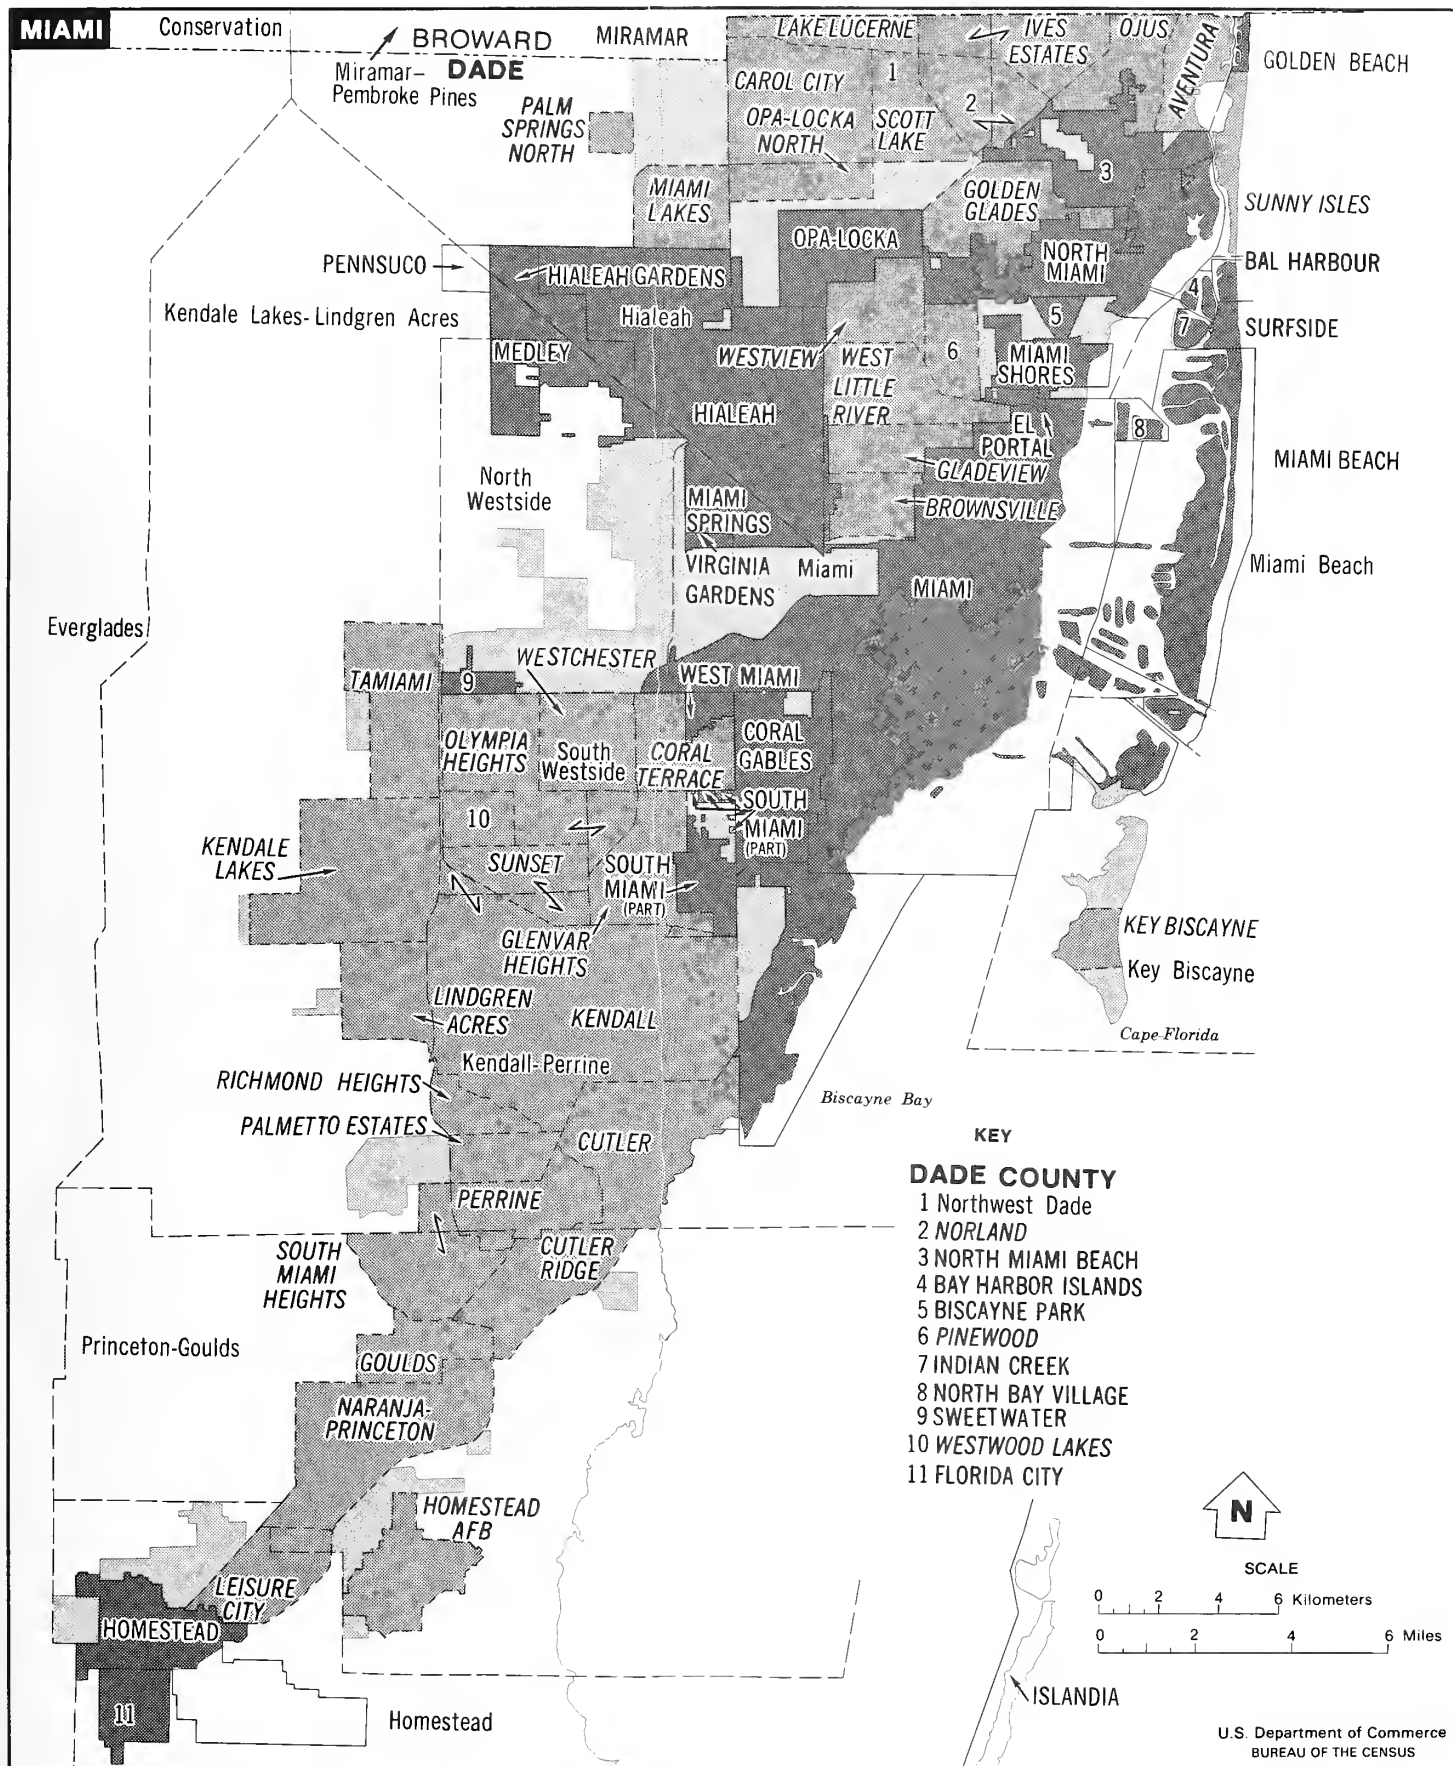 MIAMI
Conservation
BROWARD
MIRAMAR
DADE
Miramar–
Pembroke Pines
LAKE LUCERNE
IVES
ESTATES
OJUS
AVENTURA
GOLDEN BEACH
CAROL CITY
1
2
PALM
SPRINGS
NORTH
OPA-LOCKA
NORTH
SCOTT
LAKE
3
MIAMI
LAKES
GOLDEN
GLADES
SUNNY ISLES
OPA-LOCKA
NORTH
MIAMI
BAL HARBOUR
PENNSUCO
HIALEAH GARDENS
4
Kendale Lakes-Lindgren Acres
Hialeah
5
7
SURFSIDE
MEDLEY
WESTVIEW
WEST
LITTLE
RIVER
6
MIAMI
SHORES
HIALEAH
EL
PORTAL
8
GLADEVIEW
MIAMI BEACH
North
Westside
MIAMI
SPRINGS
BROWNSVILLE
VIRGINIA
GARDENS
Miami
MIAMI
Miami Beach
Everglades
WESTCHESTER
TAMIAMI
9
WEST MIAMI
OLYMPIA
HEIGHTS
South
Westside
CORAL
TERRACE
CORAL
GABLES
10
SOUTH
MIAMI
(PART)
KENDALE
LAKES
SUNSET
SOUTH
MIAMI
(PART)
GLENVAR
HEIGHTS
KEY BISCAYNE
Key Biscayne
LINDGREN
ACRES
KENDALL
Cape Florida
Kendall-Perrine
RICHMOND HEIGHTS
Biscayne Bay
PALMETTO ESTATES
CUTLER
PERRINE
SOUTH
MIAMI
HEIGHTS
CUTLER
RIDGE
Princeton-Goulds
GOULDS
NARANJA-
PRINCETON
HOMESTEAD
AFB
LEISURE
CITY
HOMESTEAD
11
Homestead
ISLANDIA
KEY
DADE COUNTY
1 Northwest Dade
2 NORLAND
3 NORTH MIAMI BEACH
4 BAY HARBOR ISLANDS
5 BISCAYNE PARK
6 PINEWOOD
7 INDIAN CREEK
8 NORTH BAY VILLAGE
9 SWEETWATER
10 WESTWOOD LAKES
11 FLORIDA CITY
N
SCALE
0 2 4 6 Kilometers
0 2 4 6 Miles
U.S. Department of Commerce
BUREAU OF THE CENSUS